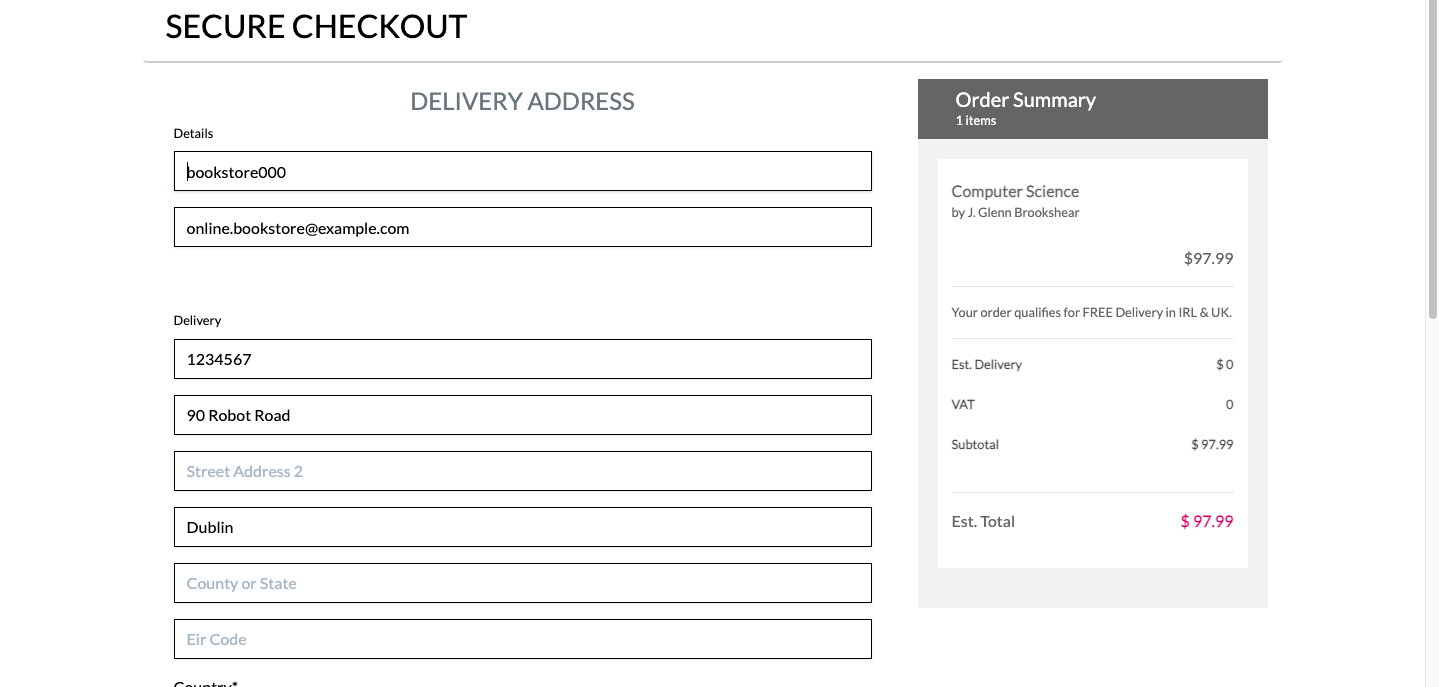 SECURE CHECKOUT
DELIVERY ADDRESS
Details
bookstore000
online.bookstore@example.com
Delivery
1234567
90 Robot Road
Street Address 2
Dublin
County or State
Eir Code
Country*
Order Summary
1 items
Computer Science
by J. Glenn Brookshear
$97.99
Your order qualifies for FREE Delivery in IRL & UK.
Est. Delivery $ 0
VAT 0
Subtotal $ 97.99
Est. Total $ 97.99